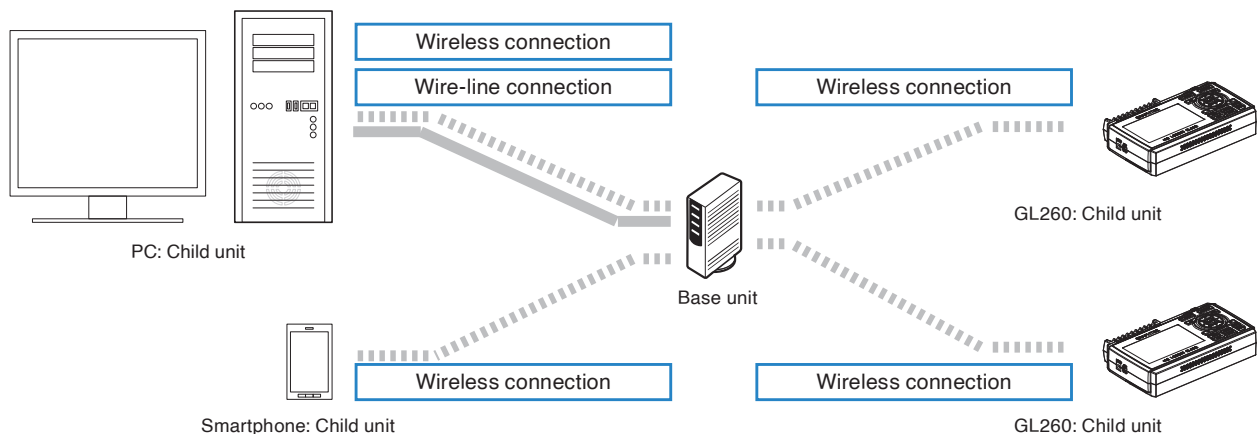 Wireless connection
Wire-line connection
Wireless connection
PC: Child unit
GL260: Child unit
Base unit
Wireless connection
Wireless connection
Smartphone: Child unit
GL260: Child unit